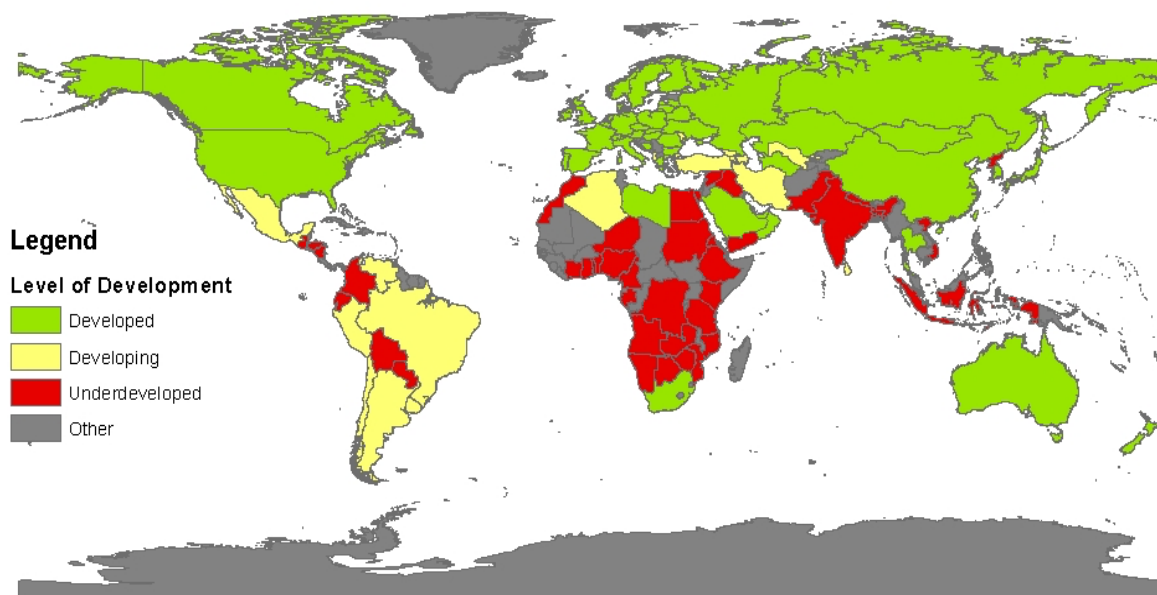 Legend
Level of Development
Developed
Developing
Underdeveloped
Other